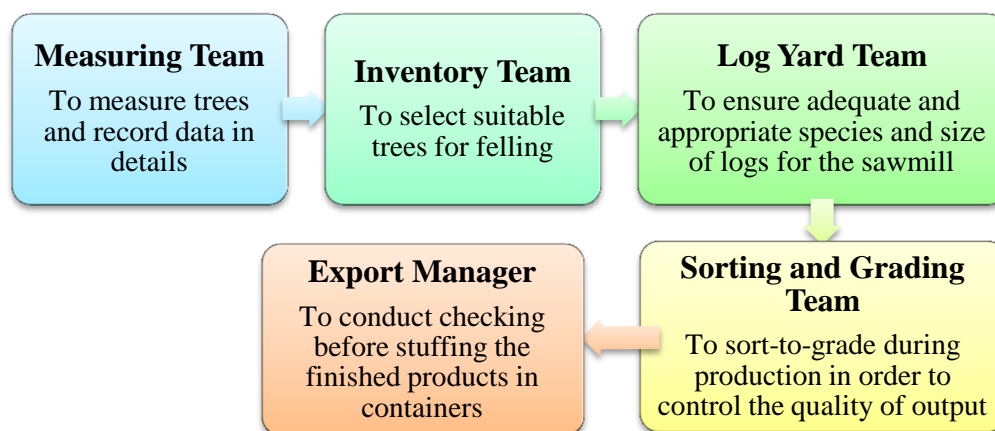 Measuring Team
To measure trees
and record data in
details
Inventory Team
To select suitable
trees for felling
Log Yard Team
To ensure adequate and
appropriate species and size
of logs for the sawmill
Sorting and Grading
Team
To sort-to-grade during
production in order to
control the quality of output
Export Manager
To conduct checking
before stuffing the
finished products in
containers